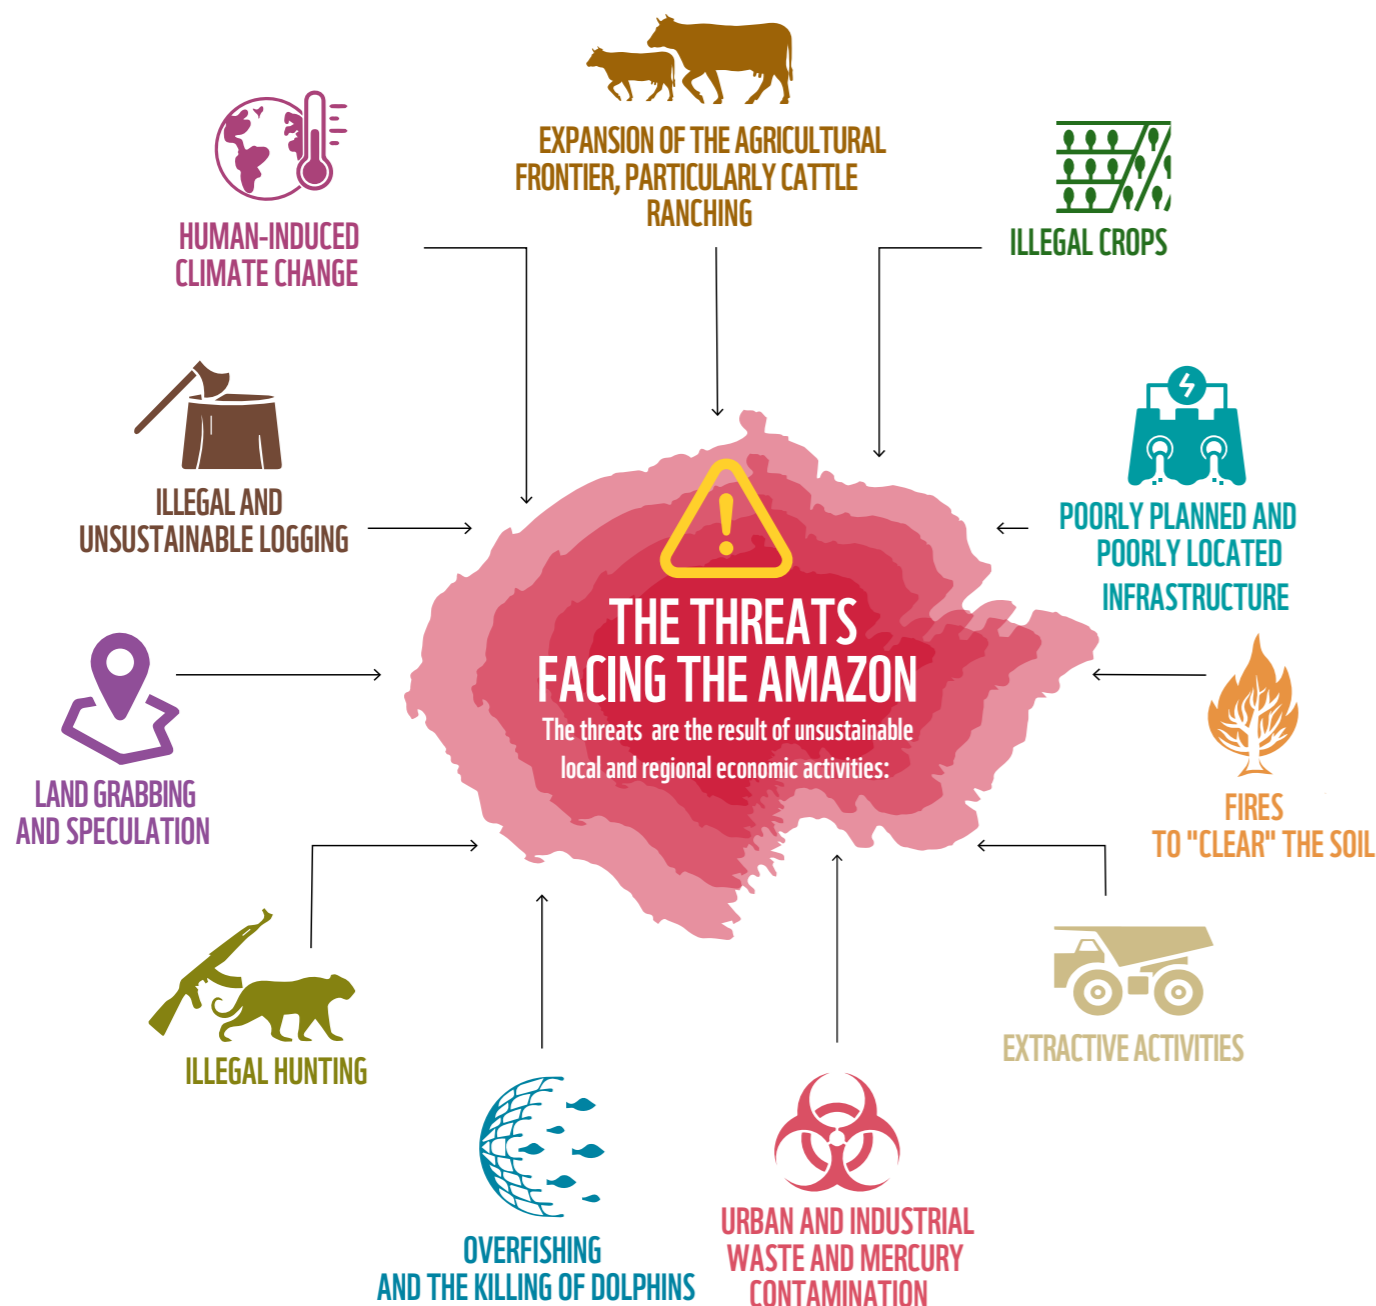 EXPANSION OF THE AGRICULTURAL
FRONTIER, PARTICULARLY CATTLE
RANCHING
HUMAN-INDUCED
CLIMATE CHANGE
ILLEGAL CROPS
ILLEGAL AND
UNSUSTAINABLE LOGGING
POORLY PLANNED AND
POORLY LOCATED
INFRASTRUCTURE
THE THREATS
FACING THE AMAZON
The threats are the result of unsustainable
local and regional economic activities:
LAND GRABBING
AND SPECULATION
FIRES
TO "CLEAR" THE SOIL
ILLEGAL HUNTING
EXTRACTIVE ACTIVITIES
OVERFISHING
AND THE KILLING OF DOLPHINS
URBAN AND INDUSTRIAL
WASTE AND MERCURY
CONTAMINATION